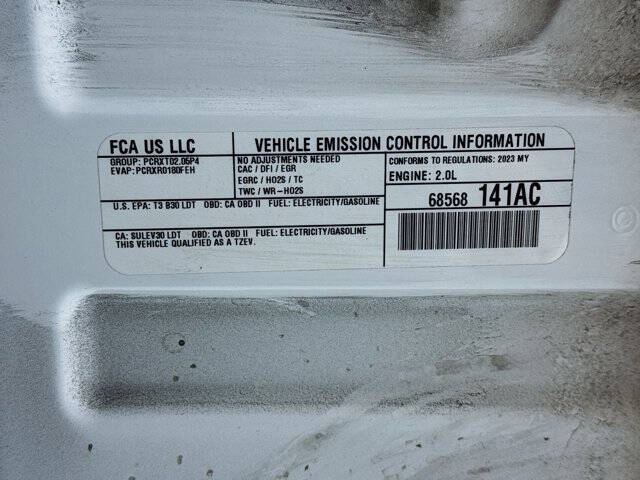 FCA US LLC
GROUP: PCRXT02.05P4
EVAP: PCRXR0180FEH
VEHICLE EMISSION CONTROL INFORMATION
NO ADJUSTMENTS NEEDED
CAC / DFI / EGR
EGRC / HO2S / TC
TWC / WR-HO2S
CONFORMS TO REGULATIONS: 2023 MY
ENGINE: 2.0L
U.S. EPA: T3 B30 LDT OBD: CA OBD II FUEL: ELECTRICITY/GASOLINE
68568 141AC
CA: SULEV30 LDT OBD: CA OBD II FUEL: ELECTRICITY/GASOLINE
THIS VEHICLE QUALIFIED AS A TZEV.